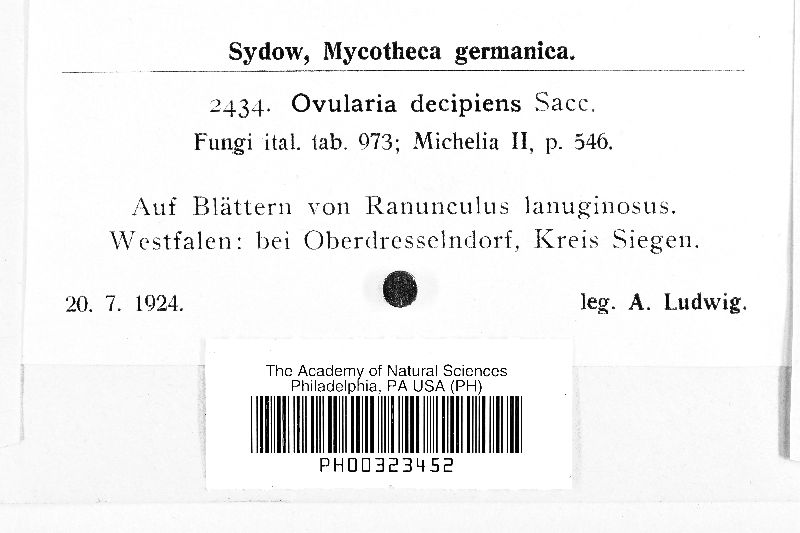 Sydow, Mycotheca germanica.
2434. Ovularia decipiens Sacc.
Fungi ital. tab. 973; Michelia II, p. 546.
Auf Blättern von Ranunculus lanuginosus.
Westfalen: bei Oberdresselndorf, Kreis Siegen.
20. 7. 1924. leg. A. Ludwig.
The Academy of Natural Sciences
Philadelphia, PA USA (PH)
PH00323452